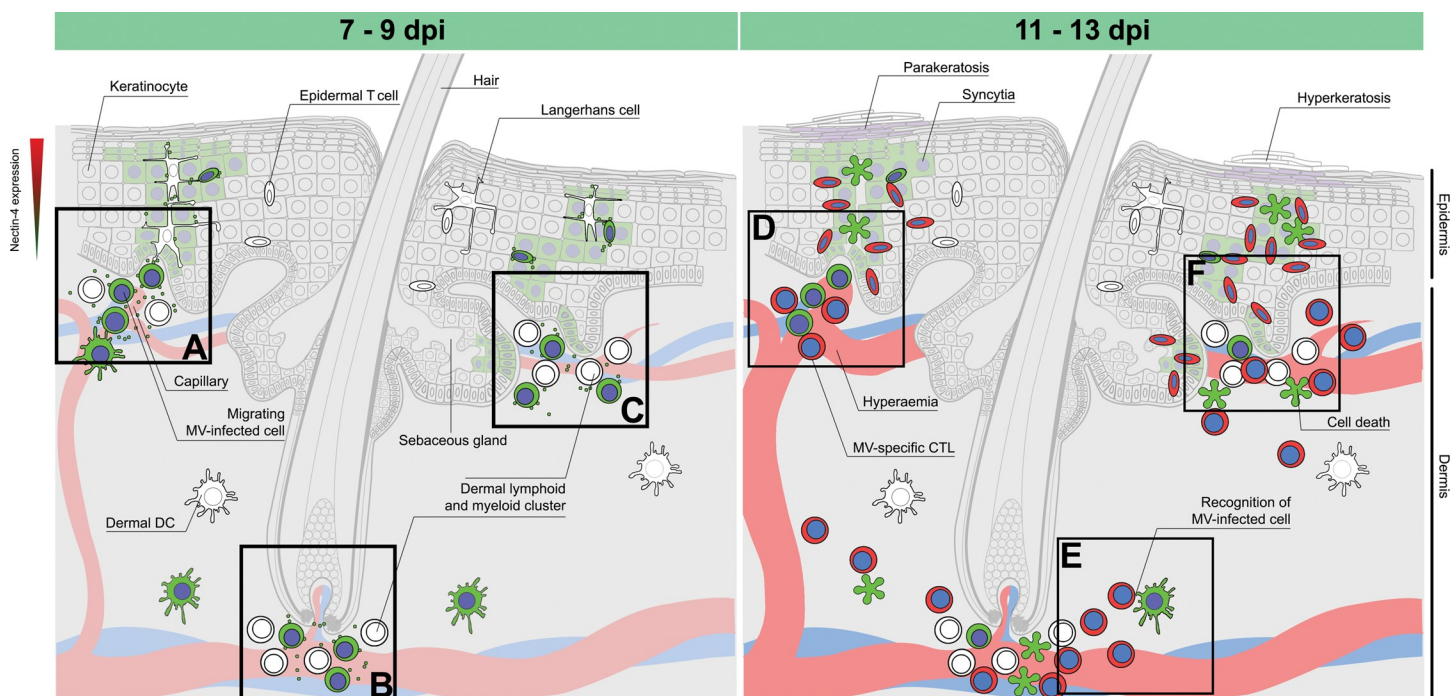 7 - 9 dpi
11 - 13 dpi
Keratinocyte
Epidermal T cell
Hair
Langerhans cell
Parakeratosis
Syncytia
Hyperkeratosis
Nectin-4 expression
Epidermis
A
Capillary
Migrating
MV-infected cell
Sebaceous gland
C
Dermal lymphoid
and myeloid cluster
Dermal DC
B
D
Hyperaemia
MV-specific CTL
F
Cell death
Recognition of
MV-infected cell
E
Dermis